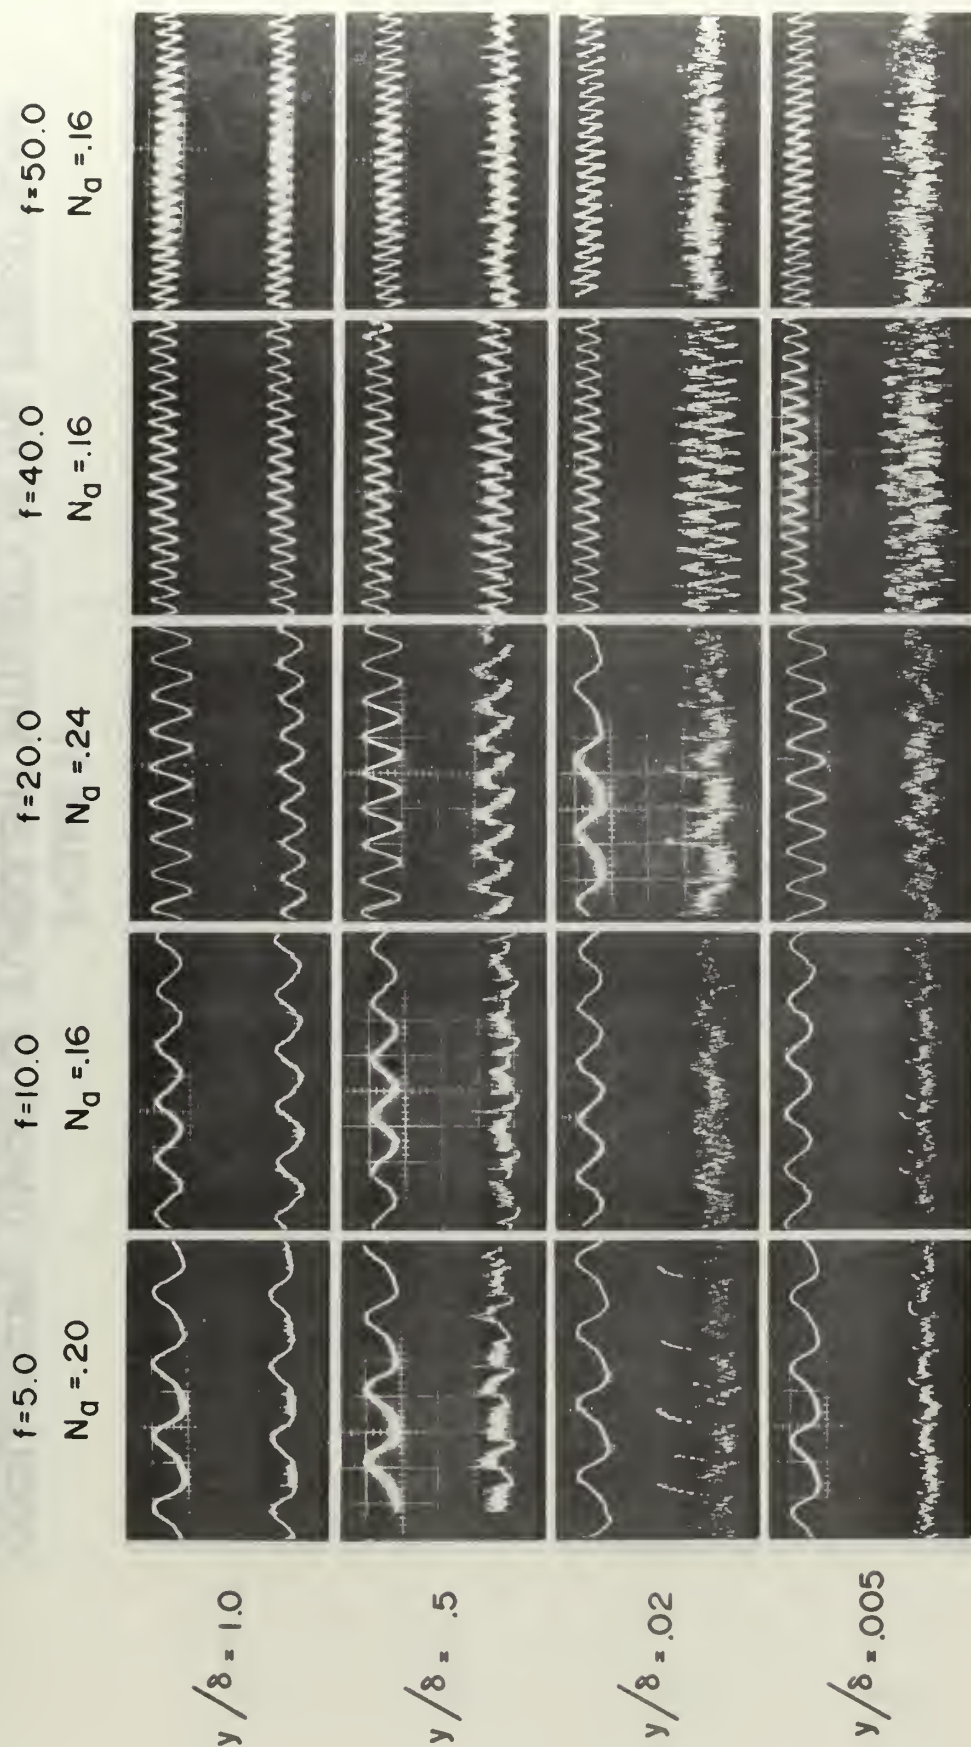 f=5.0
f=10.0
f=20.0
f=40.0
f=50.0
Na=.20
Na=.16
Na=.24
Na=.16
Na=.16
y/δ = 1.0
y/δ = .5
y/δ = .02
y/δ = .005